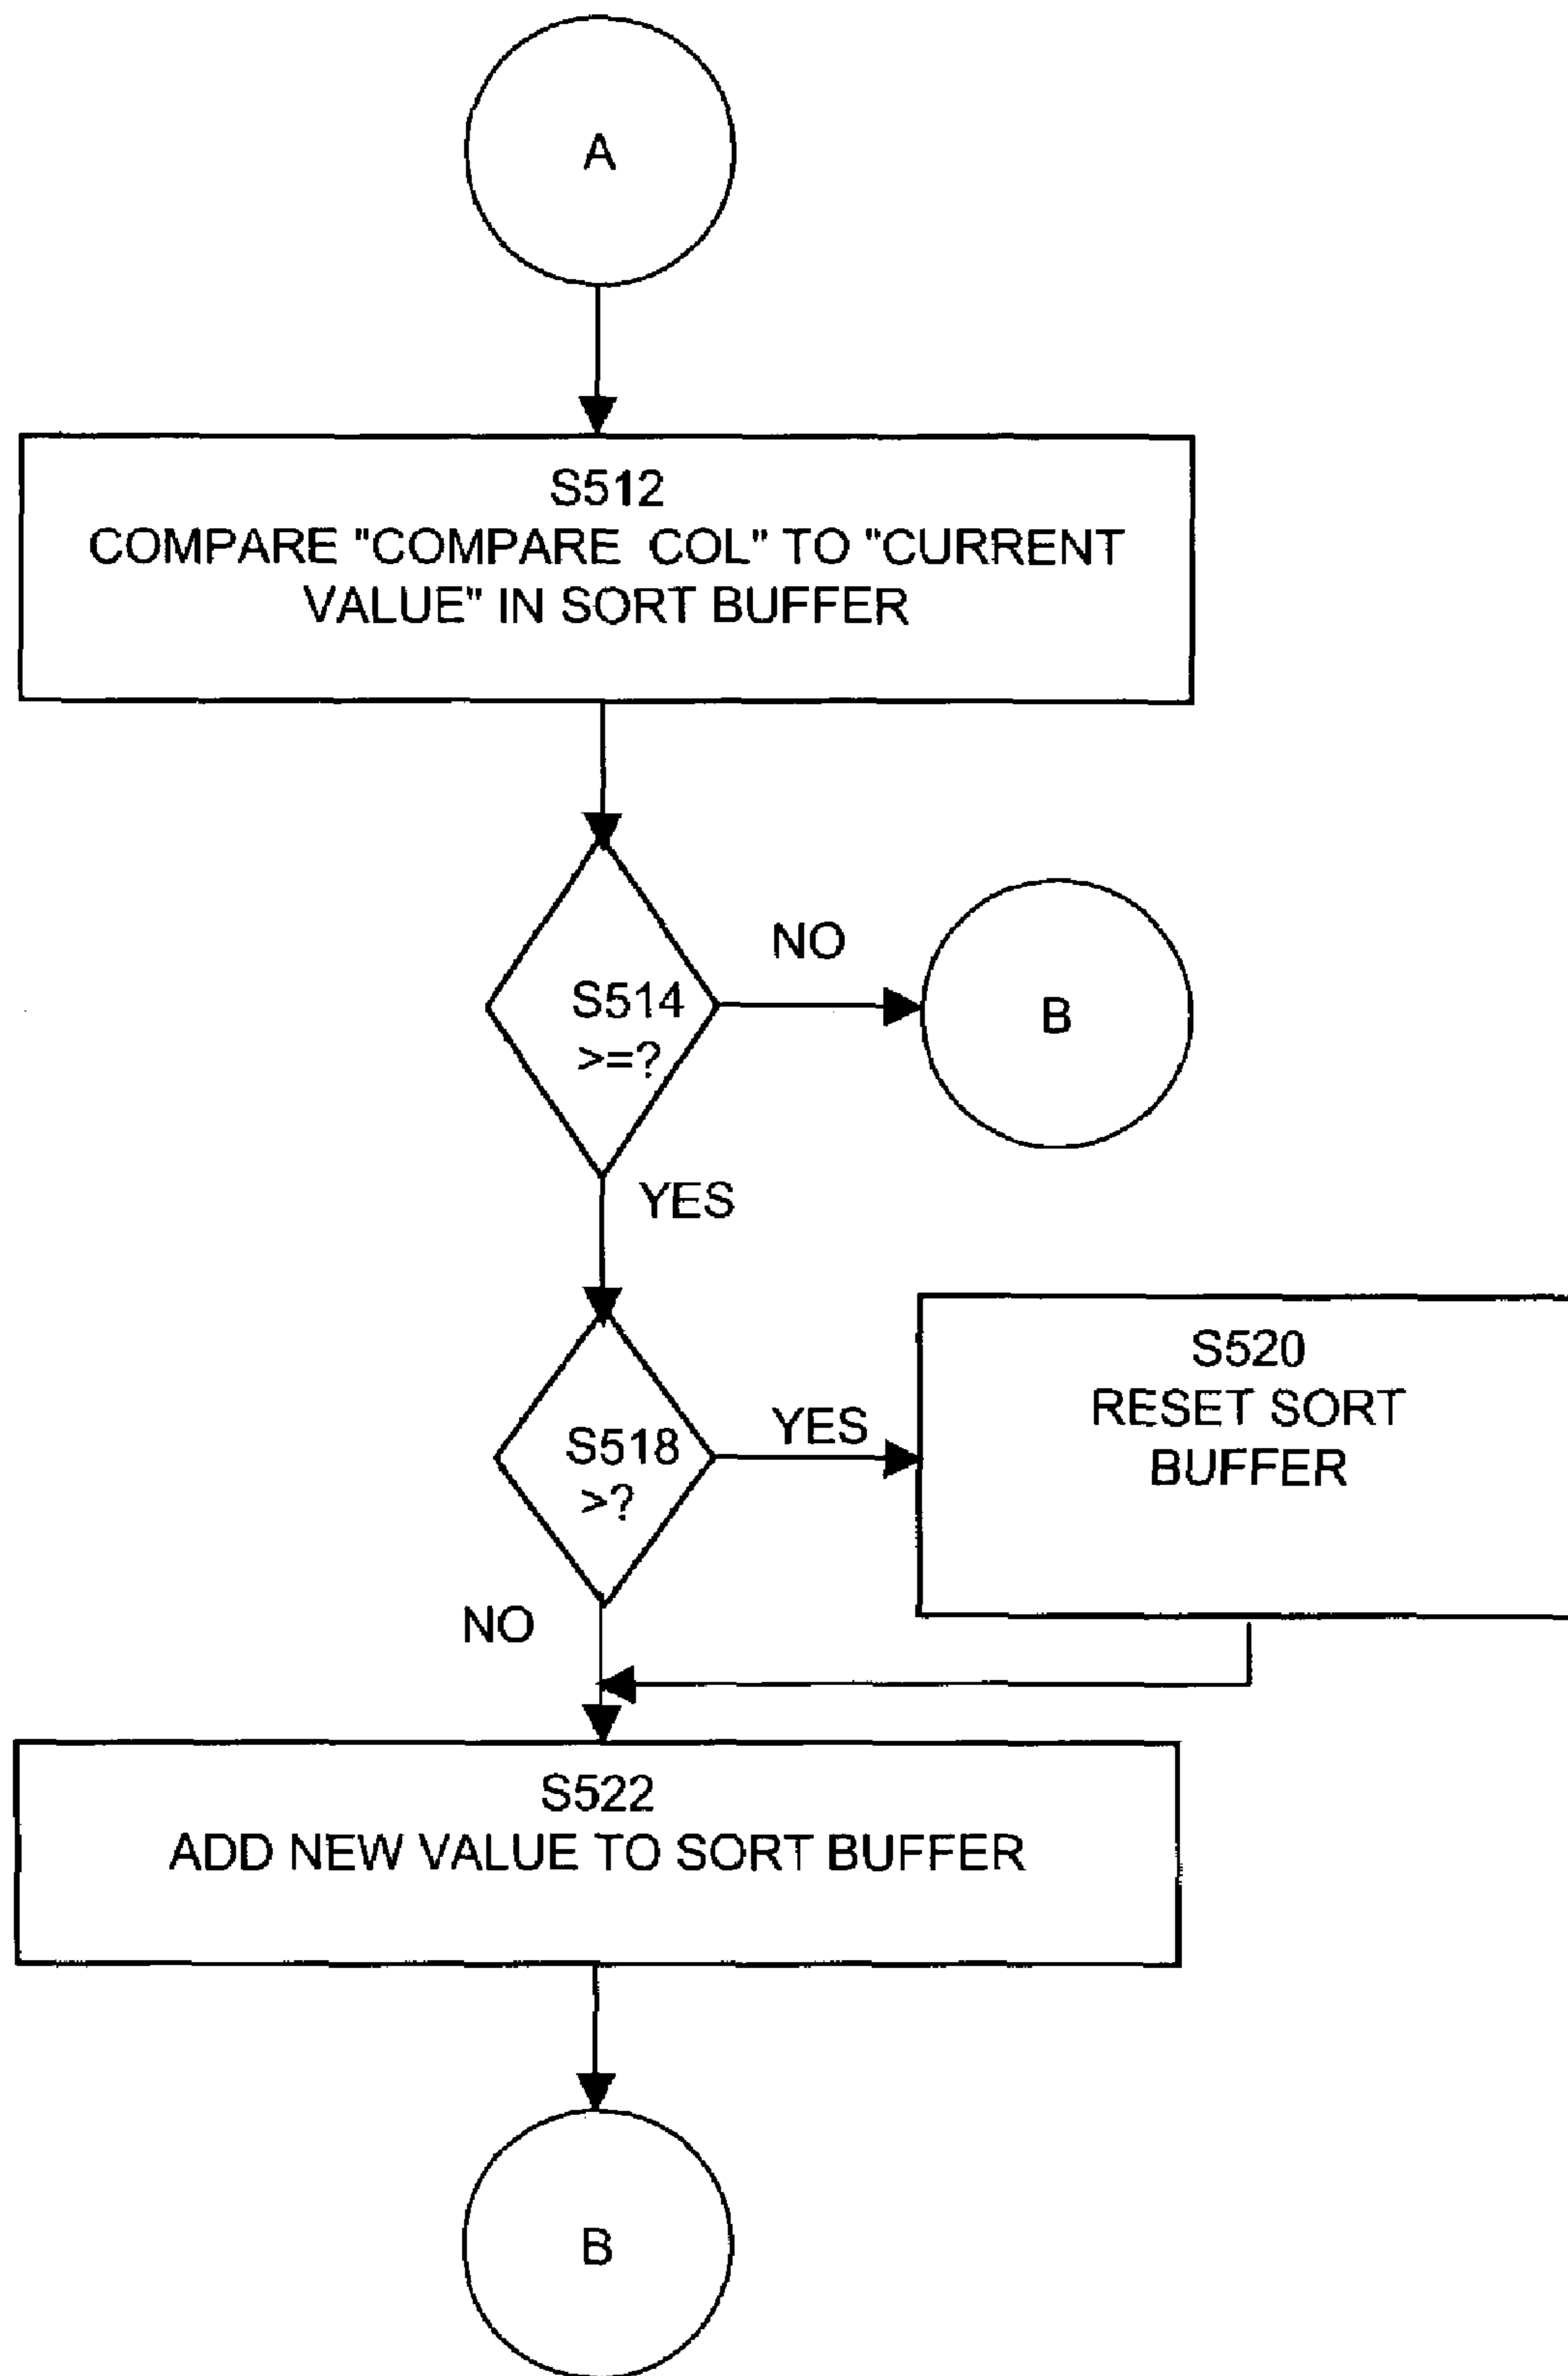 A
S512
COMPARE "COMPARE COL" TO "CURRENT
VALUE" IN SORT BUFFER
NO
S514
>=?
B
YES
S520
RESET SORT
BUFFER
YES
S518
>?
NO
S522
ADD NEW VALUE TO SORT BUFFER
B